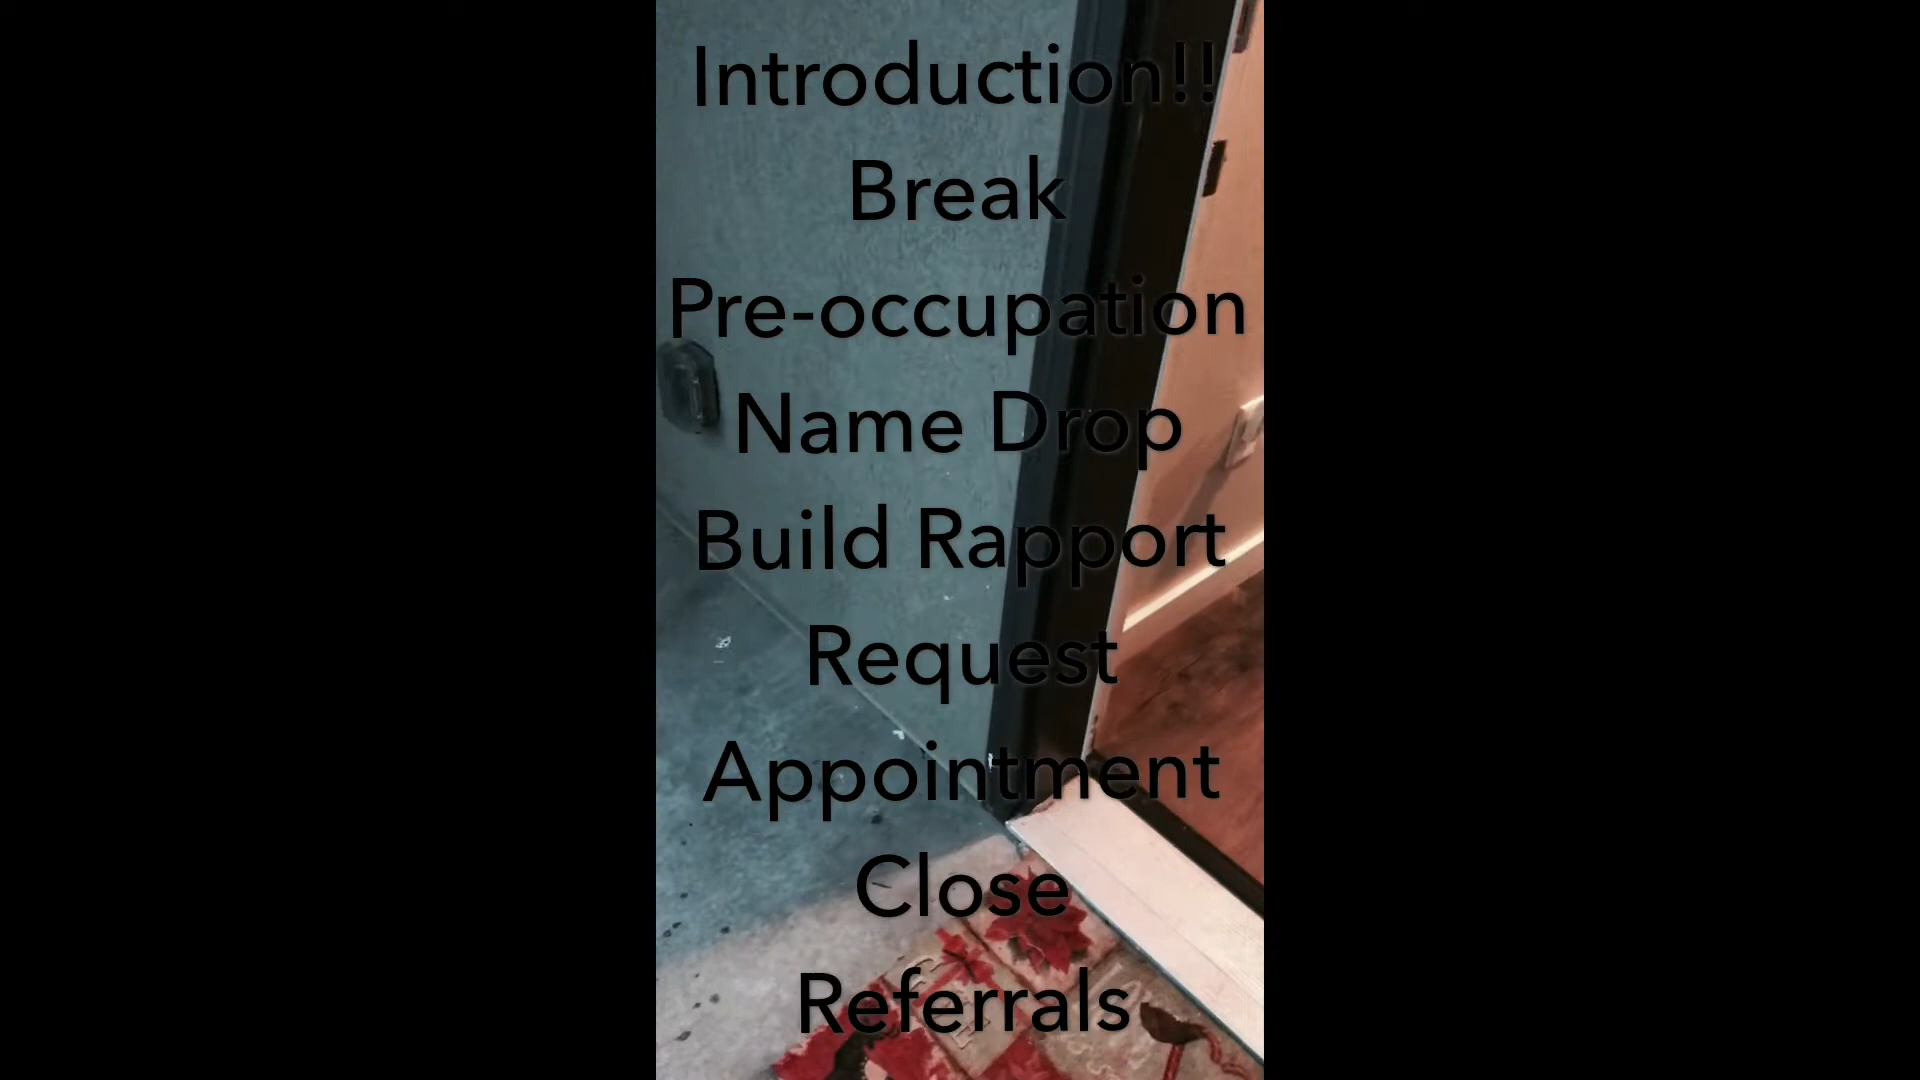 Introduction!!
Break
Pre-occupation
Name Drop
Build Rapport
Request
Appointment
Close
Referrals